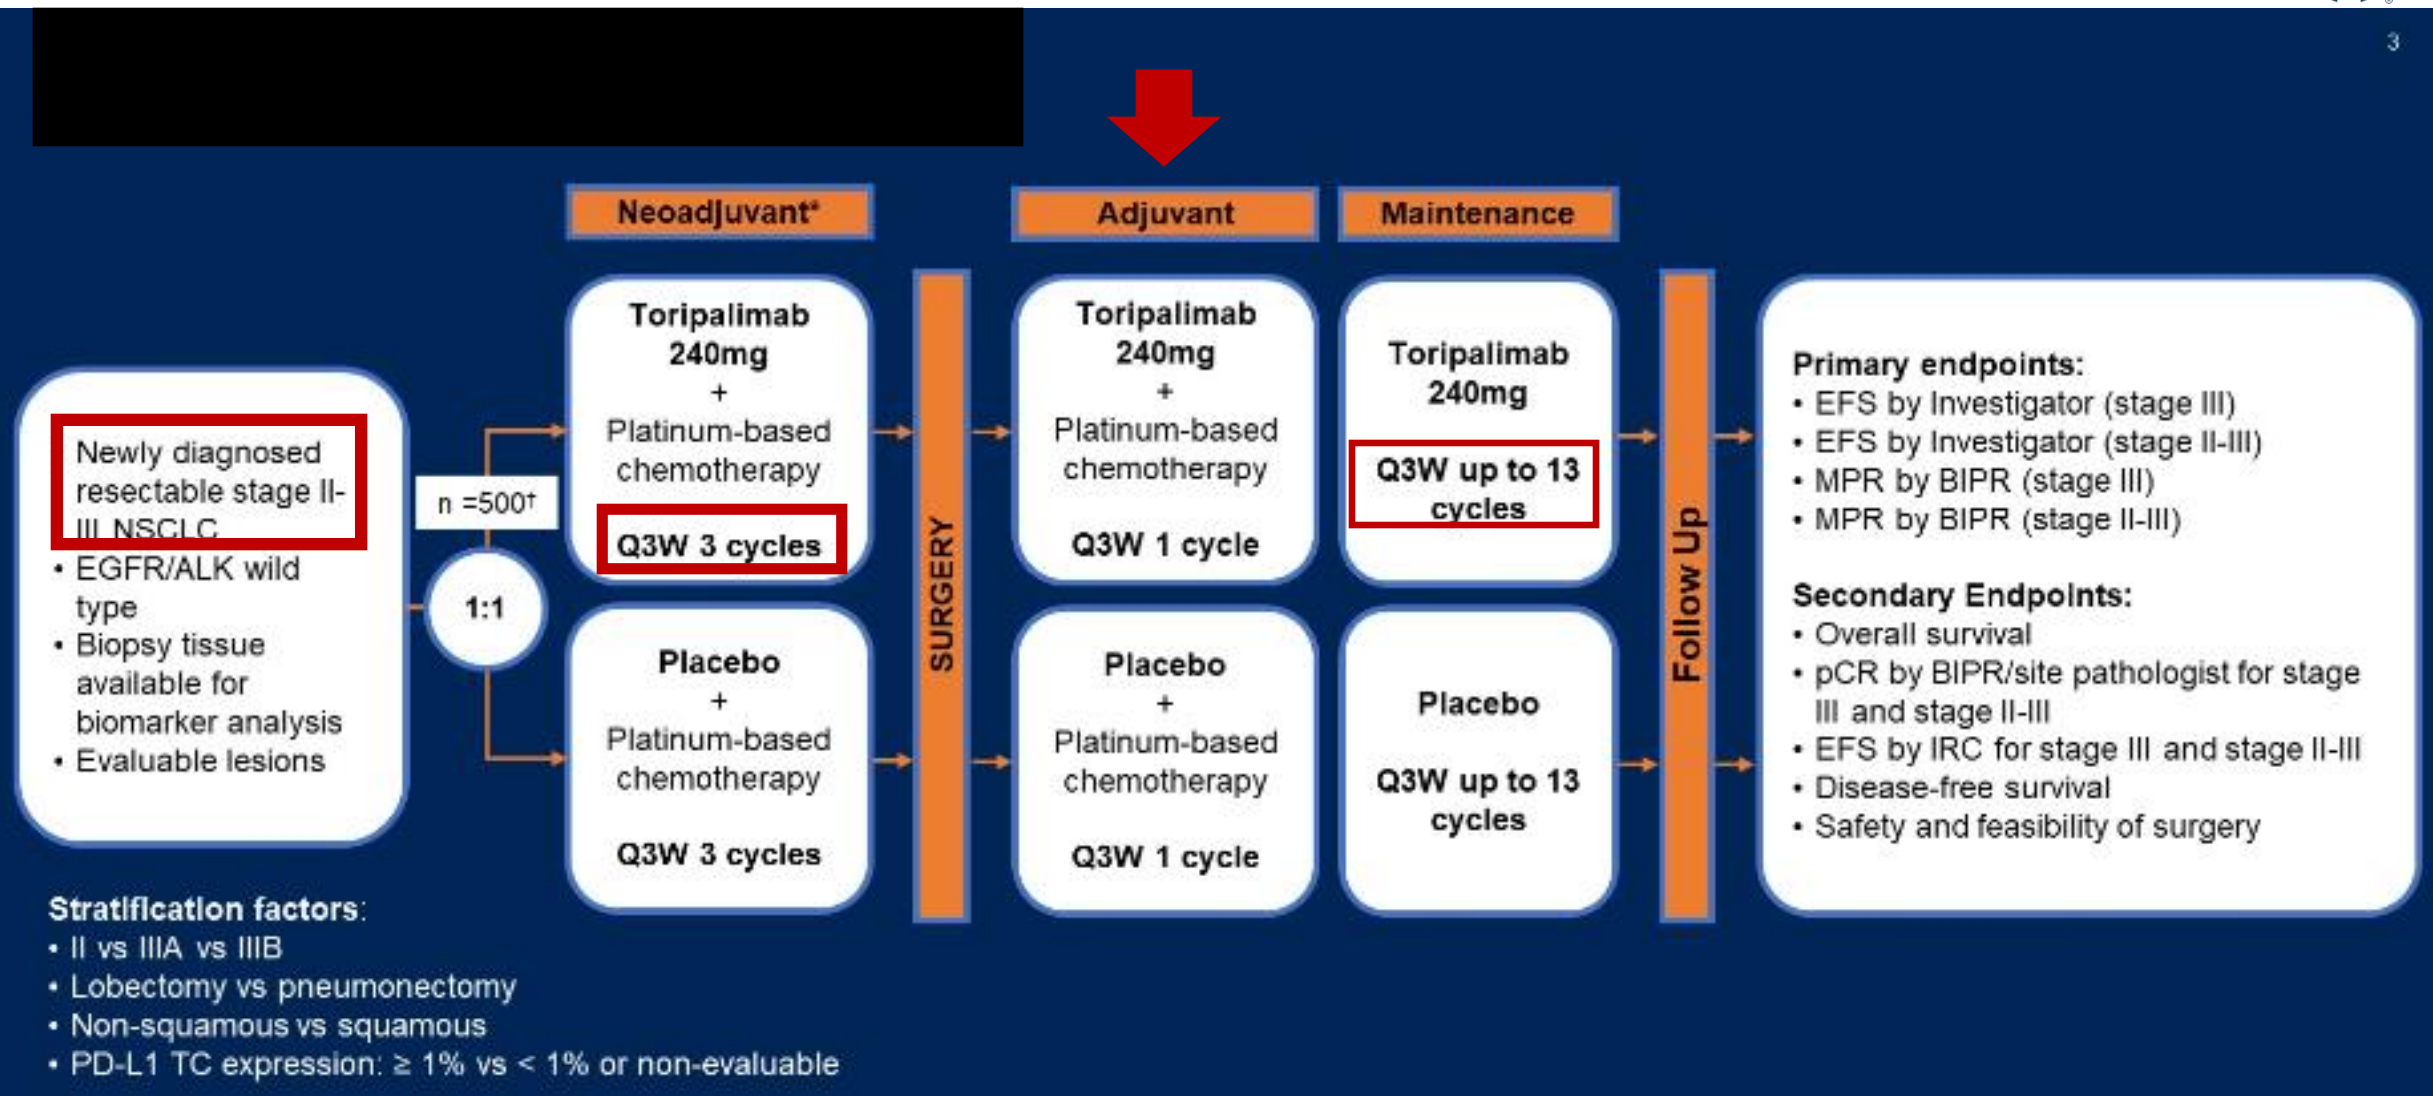 3
Neoadjuvant*
Adjuvant
Maintenance
Newly diagnosed
resectable stage II-
III NSCLC
• EGFR/ALK wild
type
• Biopsy tissue
available for
biomarker analysis
• Evaluable lesions
n =500†
1:1
Toripalimab
240mg
+
Platinum-based
chemotherapy
Q3W 3 cycles
Placebo
+
Platinum-based
chemotherapy
Q3W 3 cycles
SURGERY
Toripalimab
240mg
+
Platinum-based
chemotherapy
Q3W 1 cycle
Placebo
+
Platinum-based
chemotherapy
Q3W 1 cycle
Toripalimab
240mg
Q3W up to 13
cycles
Placebo
Q3W up to 13
cycles
Follow Up
Primary endpoints:
• EFS by Investigator (stage III)
• EFS by Investigator (stage II-III)
• MPR by BIPR (stage III)
• MPR by BIPR (stage II-III)
Secondary Endpoints:
• Overall survival
• pCR by BIPR/site pathologist for stage
III and stage II-III
• EFS by IRC for stage III and stage II-III
• Disease-free survival
• Safety and feasibility of surgery
Stratification factors:
• II vs IIIA vs IIIB
• Lobectomy vs pneumonectomy
• Non-squamous vs squamous
• PD-L1 TC expression: ≥ 1% vs < 1% or non-evaluable